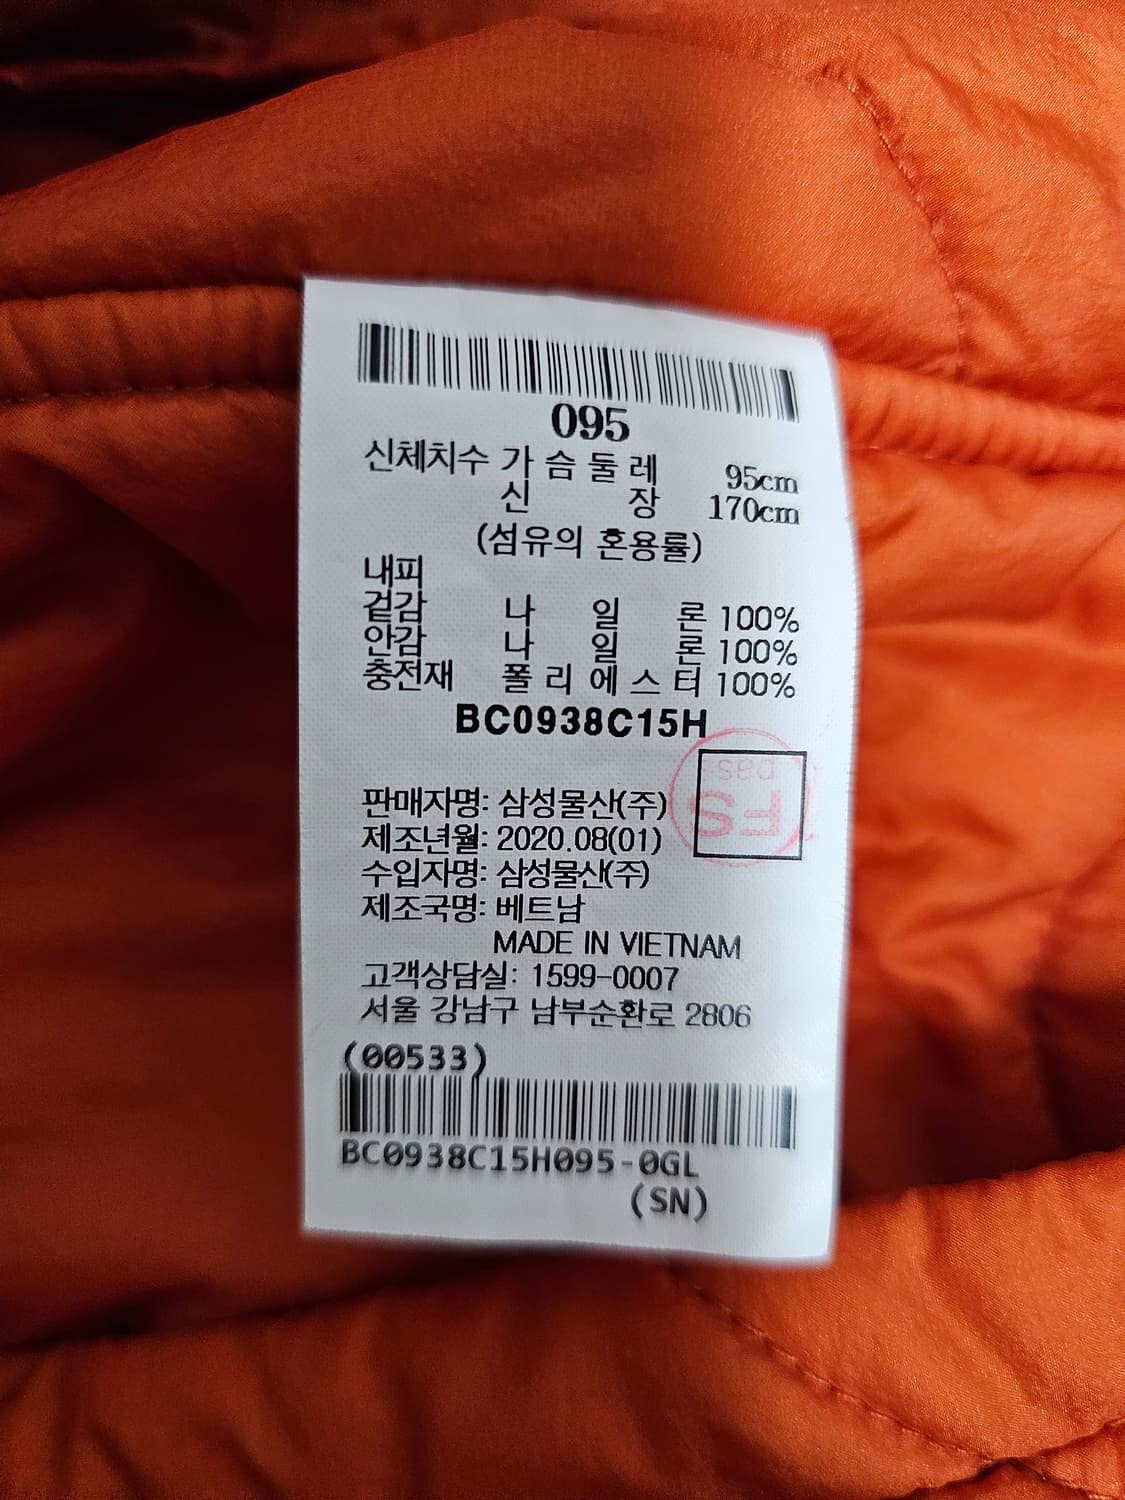 095
신체치수 가슴둘레 95cm
신장 170cm
(섬유의 혼용률)
내피
겉감 나일론 100%
안감 나일론 100%
충전재 폴리에스터 100%
BC0938C15H
pass
FS
판매자명: 삼성물산(주)
제조년월: 2020.08(01)
수입자명: 삼성물산(주)
제조국명: 베트남
MADE IN VIETNAM
고객상담실: 1599-0007
서울 강남구 남부순환로 2806
(00533)
BC0938C15H095-0GL
(SN)